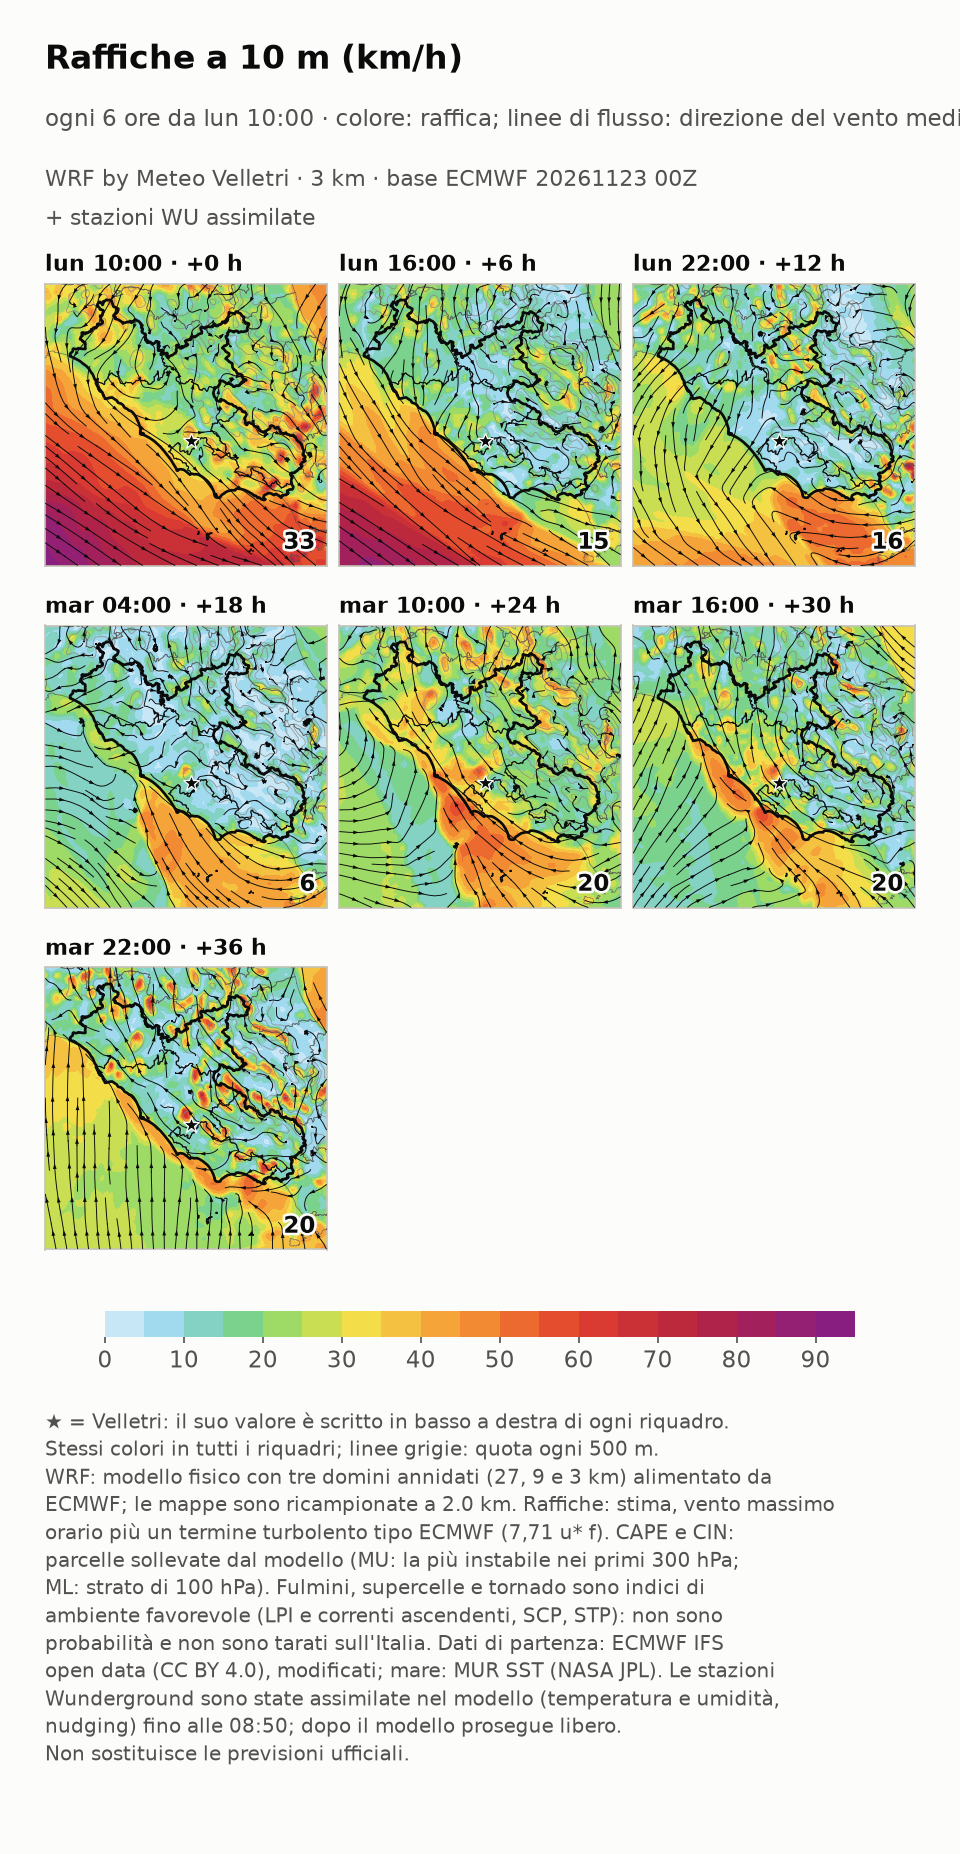 Raffiche a 10 m (km/h)
ogni 6 ore da lun 10:00 · colore: raffica; linee di flusso: direzione del vento medi
WRF by Meteo Velletri · 3 km · base ECMWF 20261123 00Z
+ stazioni WU assimilate
lun 10:00 · +0 h
lun 16:00 · +6 h
lun 22:00 · +12 h
33
15
16
mar 04:00 · +18 h
mar 10:00 · +24 h
mar 16:00 · +30 h
6
20
20
mar 22:00 · +36 h
20
0 10 20 30 40 50 60 70 80 90
★ = Velletri: il suo valore è scritto in basso a destra di ogni riquadro.
Stessi colori in tutti i riquadri; linee grigie: quota ogni 500 m.
WRF: modello fisico con tre domini annidati (27, 9 e 3 km) alimentato da
ECMWF; le mappe sono ricampionate a 2.0 km. Raffiche: stima, vento massimo
orario più un termine turbolento tipo ECMWF (7,71 u* f). CAPE e CIN:
parcelle sollevate dal modello (MU: la più instabile nei primi 300 hPa;
ML: strato di 100 hPa). Fulmini, supercelle e tornado sono indici di
ambiente favorevole (LPI e correnti ascendenti, SCP, STP): non sono
probabilità e non sono tarati sull'Italia. Dati di partenza: ECMWF IFS
open data (CC BY 4.0), modificati; mare: MUR SST (NASA JPL). Le stazioni
Wunderground sono state assimilate nel modello (temperatura e umidità,
nudging) fino alle 08:50; dopo il modello prosegue libero.
Non sostituisce le previsioni ufficiali.